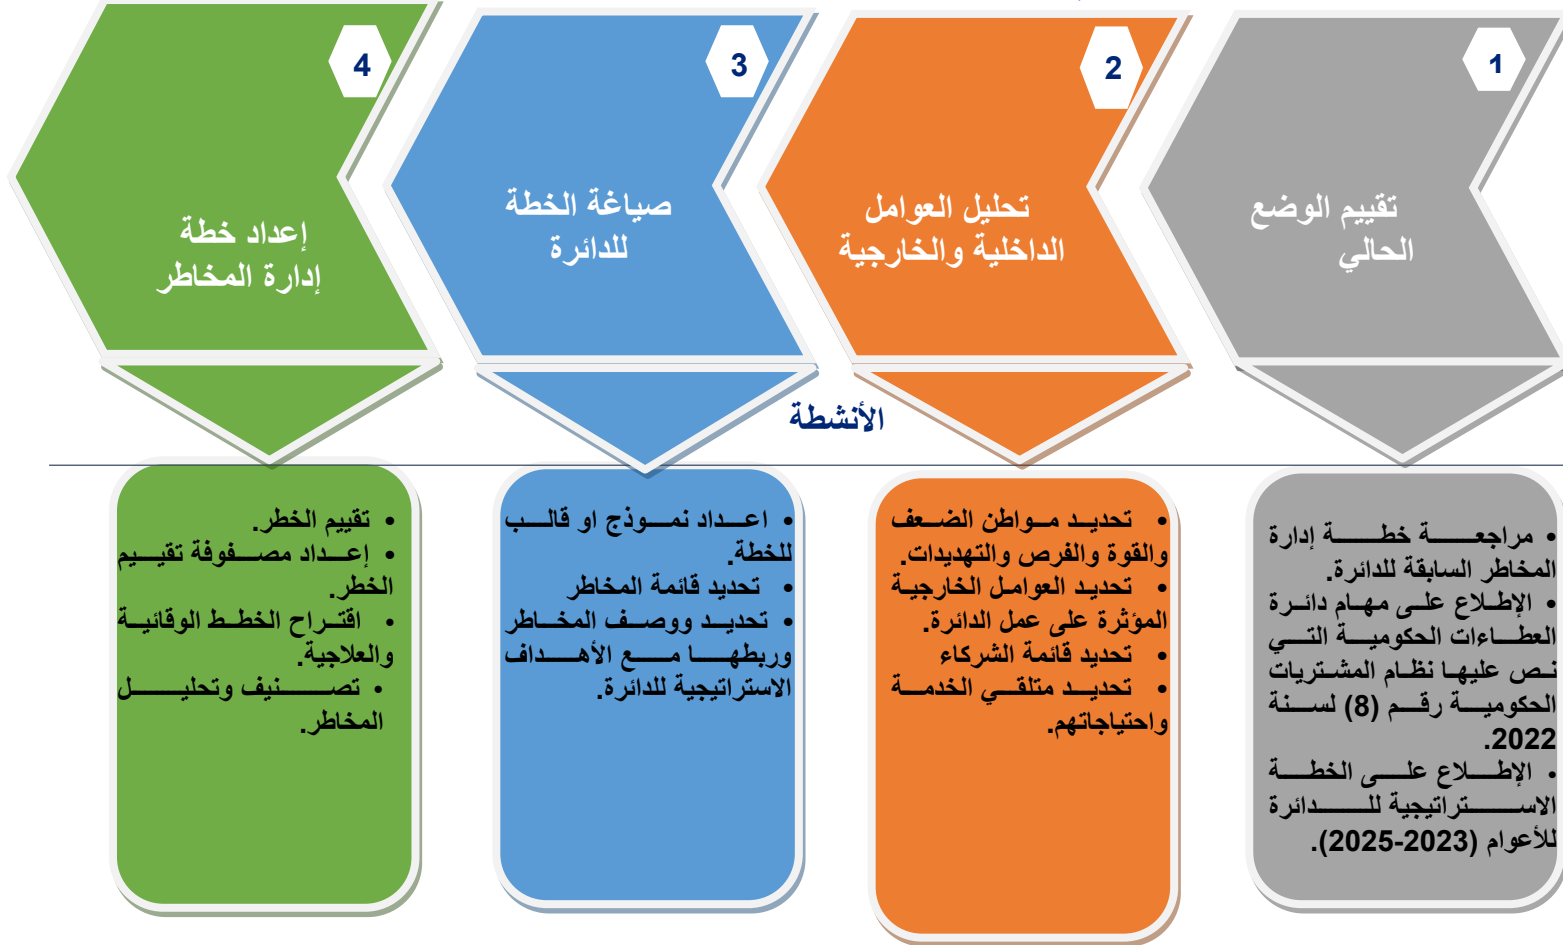 1
تقييم الوضع
الحالي
2
تحليل العوامل
الداخلية والخارجية
3
صياغة الخطة
للدائرة
4
إعداد خطة
إدارة المخاطر
الأنشطة
• مراجعة خطة إدارة
المخاطر السابقة للدائرة.
• الإطلاع على مهام دائرة
العطاءات الحكومية التي
نص عليها نظام المشتريات
الحكومية رقم (8) لسنة
2022.
• الإطلاع على الخطة
الاستراتيجية للدائرة
للأعوام (2023-2025).
• تحديد مواطن الضعف
والقوة والفرص والتهديدات.
• تحديد العوامل الخارجية
المؤثرة على عمل الدائرة.
• تحديد قائمة الشركاء
• تحديد متلقي الخدمة
واحتياجاتهم.
• اعداد نموذج او قالب
للخطة.
• تحديد قائمة المخاطر
• تحديد ووصف المخاطر
وربطها مع الأهداف
الاستراتيجية للدائرة.
• تقييم الخطر.
• إعداد مصفوفة تقييم
الخطر.
• اقتراح الخطط الوقائية
والعلاجية.
• تصنيف وتحليل
المخاطر.